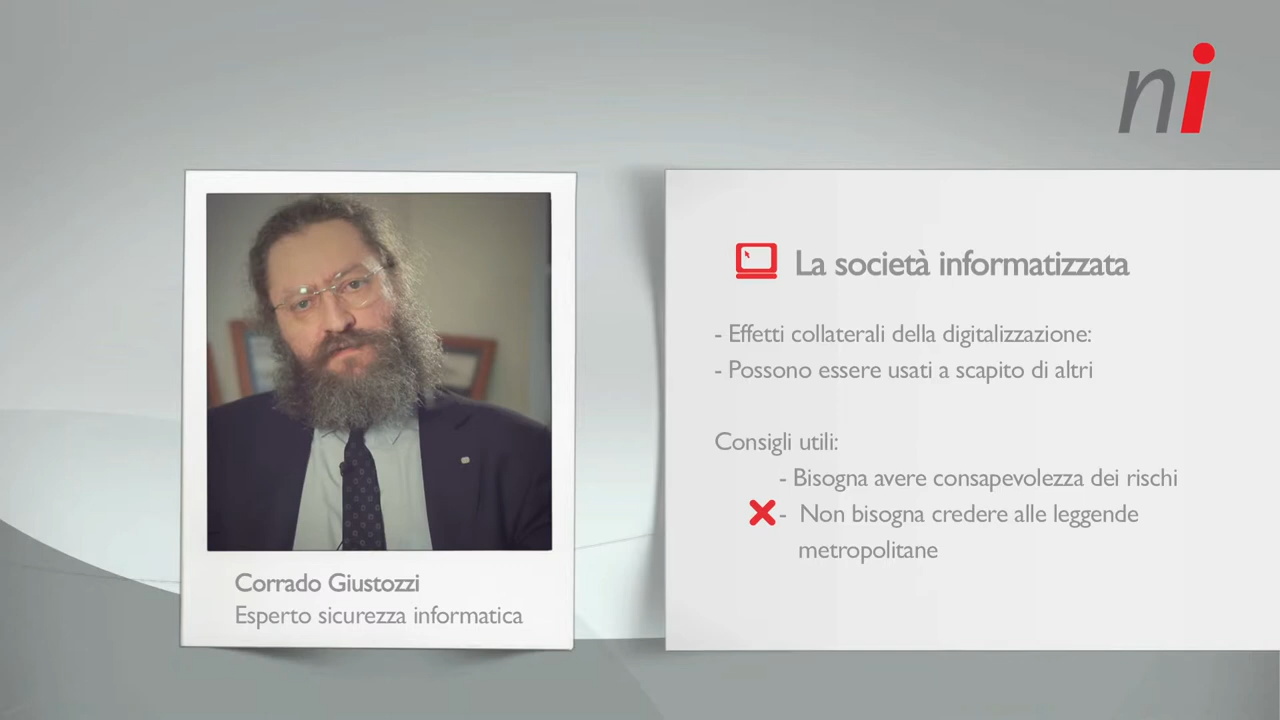 ni
La società informatizzata
- Effetti collaterali della digitalizzazione:
- Possono essere usati a scapito di altri
Consigli utili:
- Bisogna avere consapevolezza dei rischi
- Non bisogna credere alle leggende
metropolitane
Corrado Giustozzi
Esperto sicurezza informatica